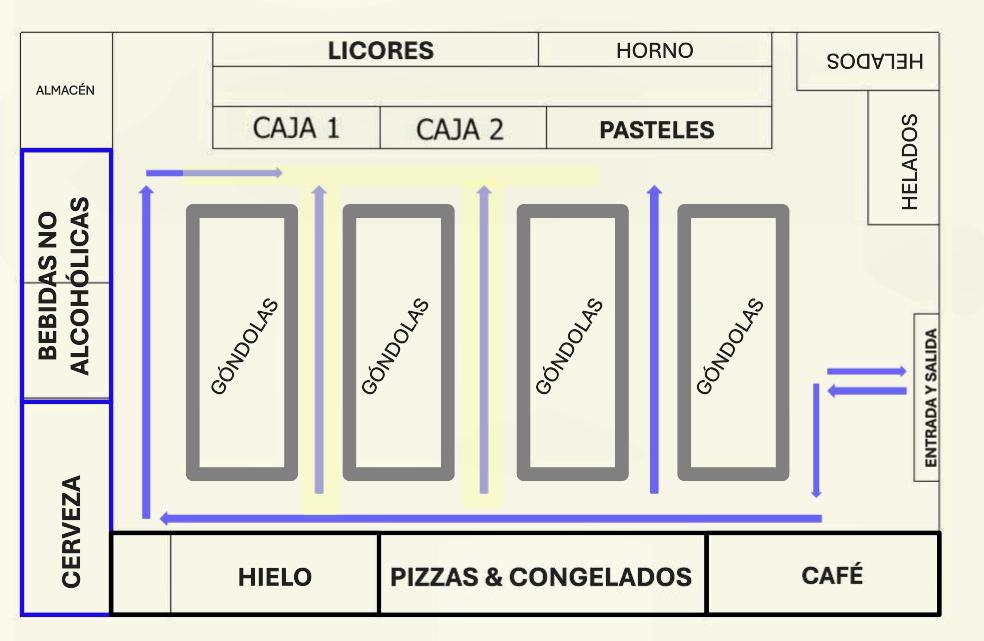 LICORES
HORNO
HELADOS
ALMACÉN
CAJA 1
CAJA 2
PASTELES
HELADOS
BEBIDAS NO
ALCOHÓLICAS
GÓNDOLAS
GÓNDOLAS
GÓNDOLAS
GÓNDOLAS
ENTRADA Y SALIDA
CERVEZA
HIELO
PIZZAS & CONGELADOS
CAFÉ